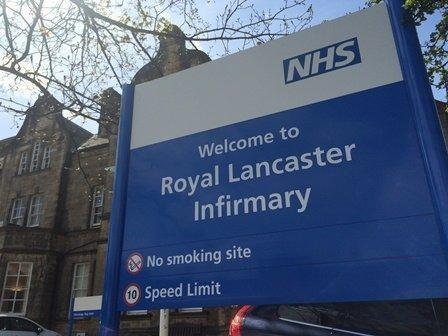 NHS
Welcome to
Royal Lancaster
Infirmary
No smoking site
10 Speed Limit